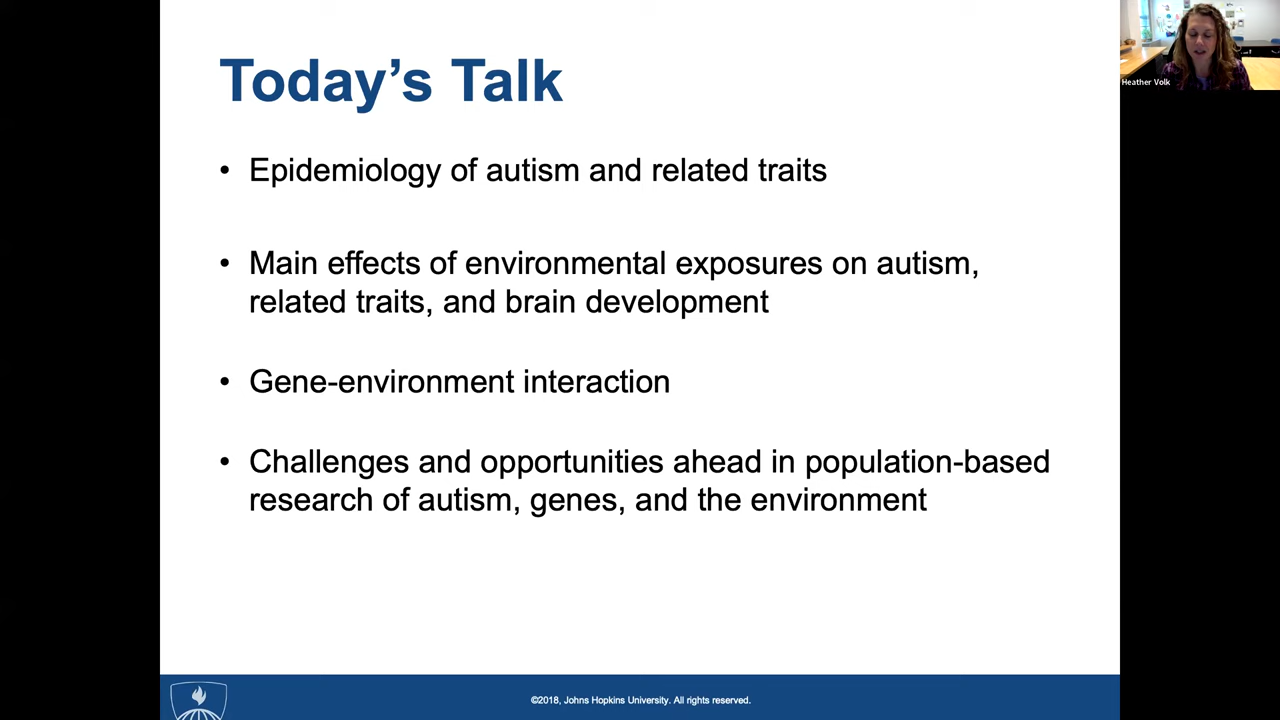 Today's Talk
Heather Volk
• Epidemiology of autism and related traits
• Main effects of environmental exposures on autism,
related traits, and brain development
• Gene-environment interaction
• Challenges and opportunities ahead in population-based
research of autism, genes, and the environment
©2018, Johns Hopkins University. All rights reserved.